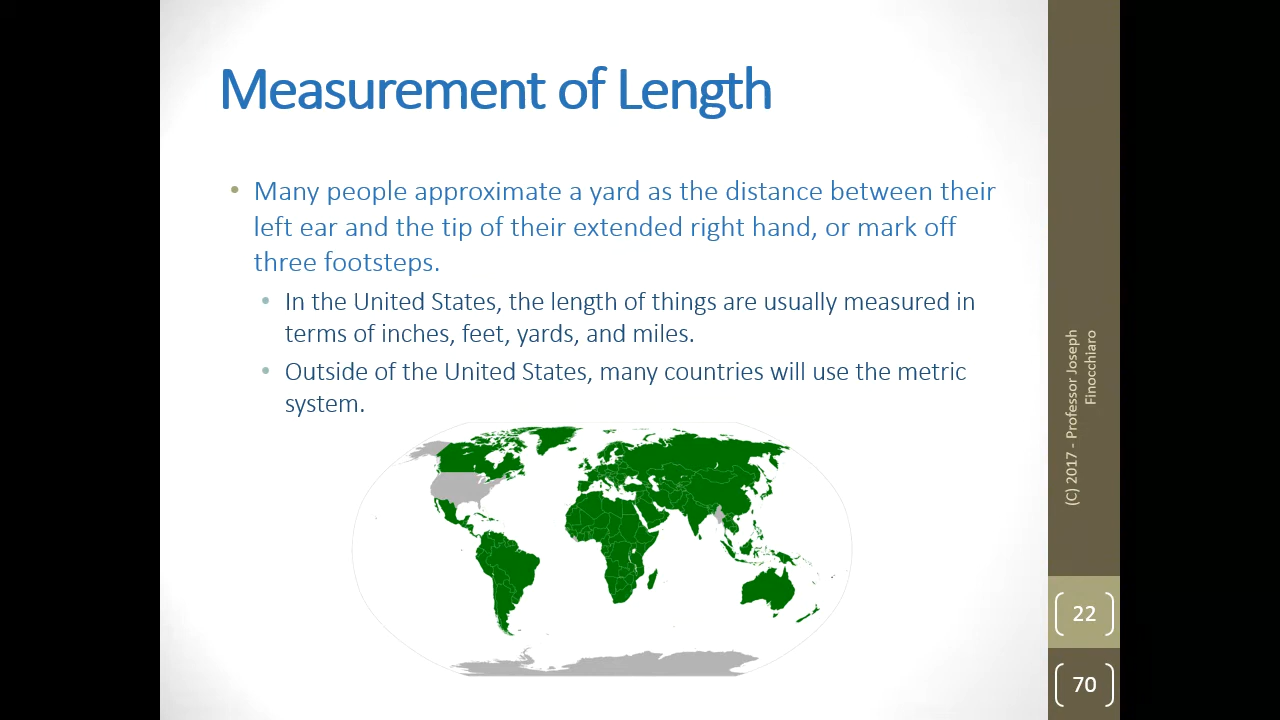 Measurement of Length
• Many people approximate a yard as the distance between their
left ear and the tip of their extended right hand, or mark off
three footsteps.
• In the United States, the length of things are usually measured in
terms of inches, feet, yards, and miles.
• Outside of the United States, many countries will use the metric
system.
(C) 2017 - Professor Joseph
Finocchiaro
22
70